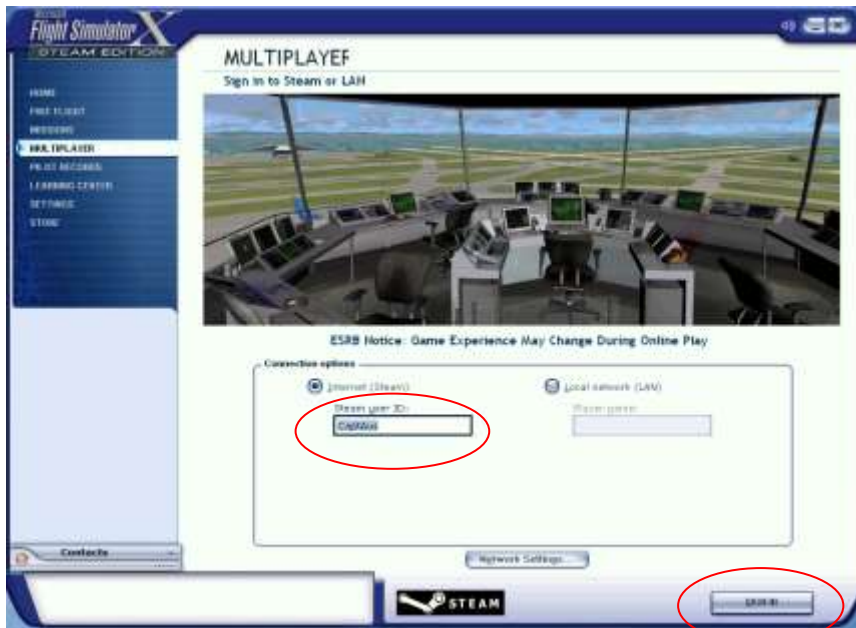 Flight Simulator X
STEAM EDITION
MULTIPLAYER
Sign in to Steam or LAN
HOME
FREE FLIGHT
MISSIONS
MULTIPLAYER
PILOT RECORDS
LEARNING CENTER
SETTINGS
STORE
ESRB Notice: Game Experience May Change During Online Play
Connection options
Internet (Steam)
Local network (LAN)
Steam user ID:
Player name:
Contacts
Network Settings...
STEAM
SIGN IN